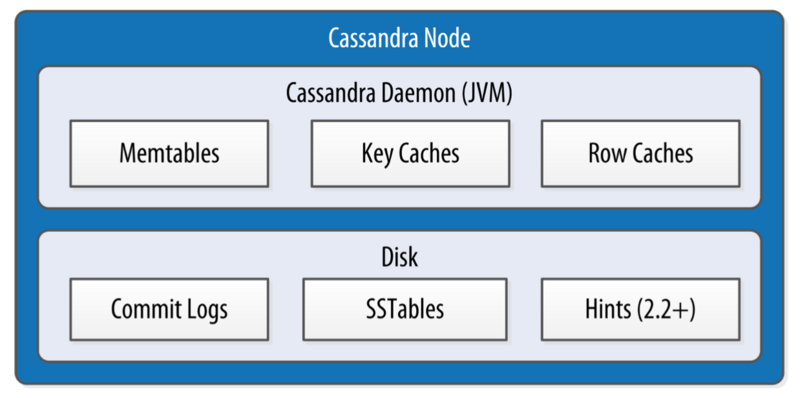 Cassandra Node
Cassandra Daemon (JVM)
Memtables
Key Caches
Row Caches
Disk
Commit Logs
SSTables
Hints (2.2+)